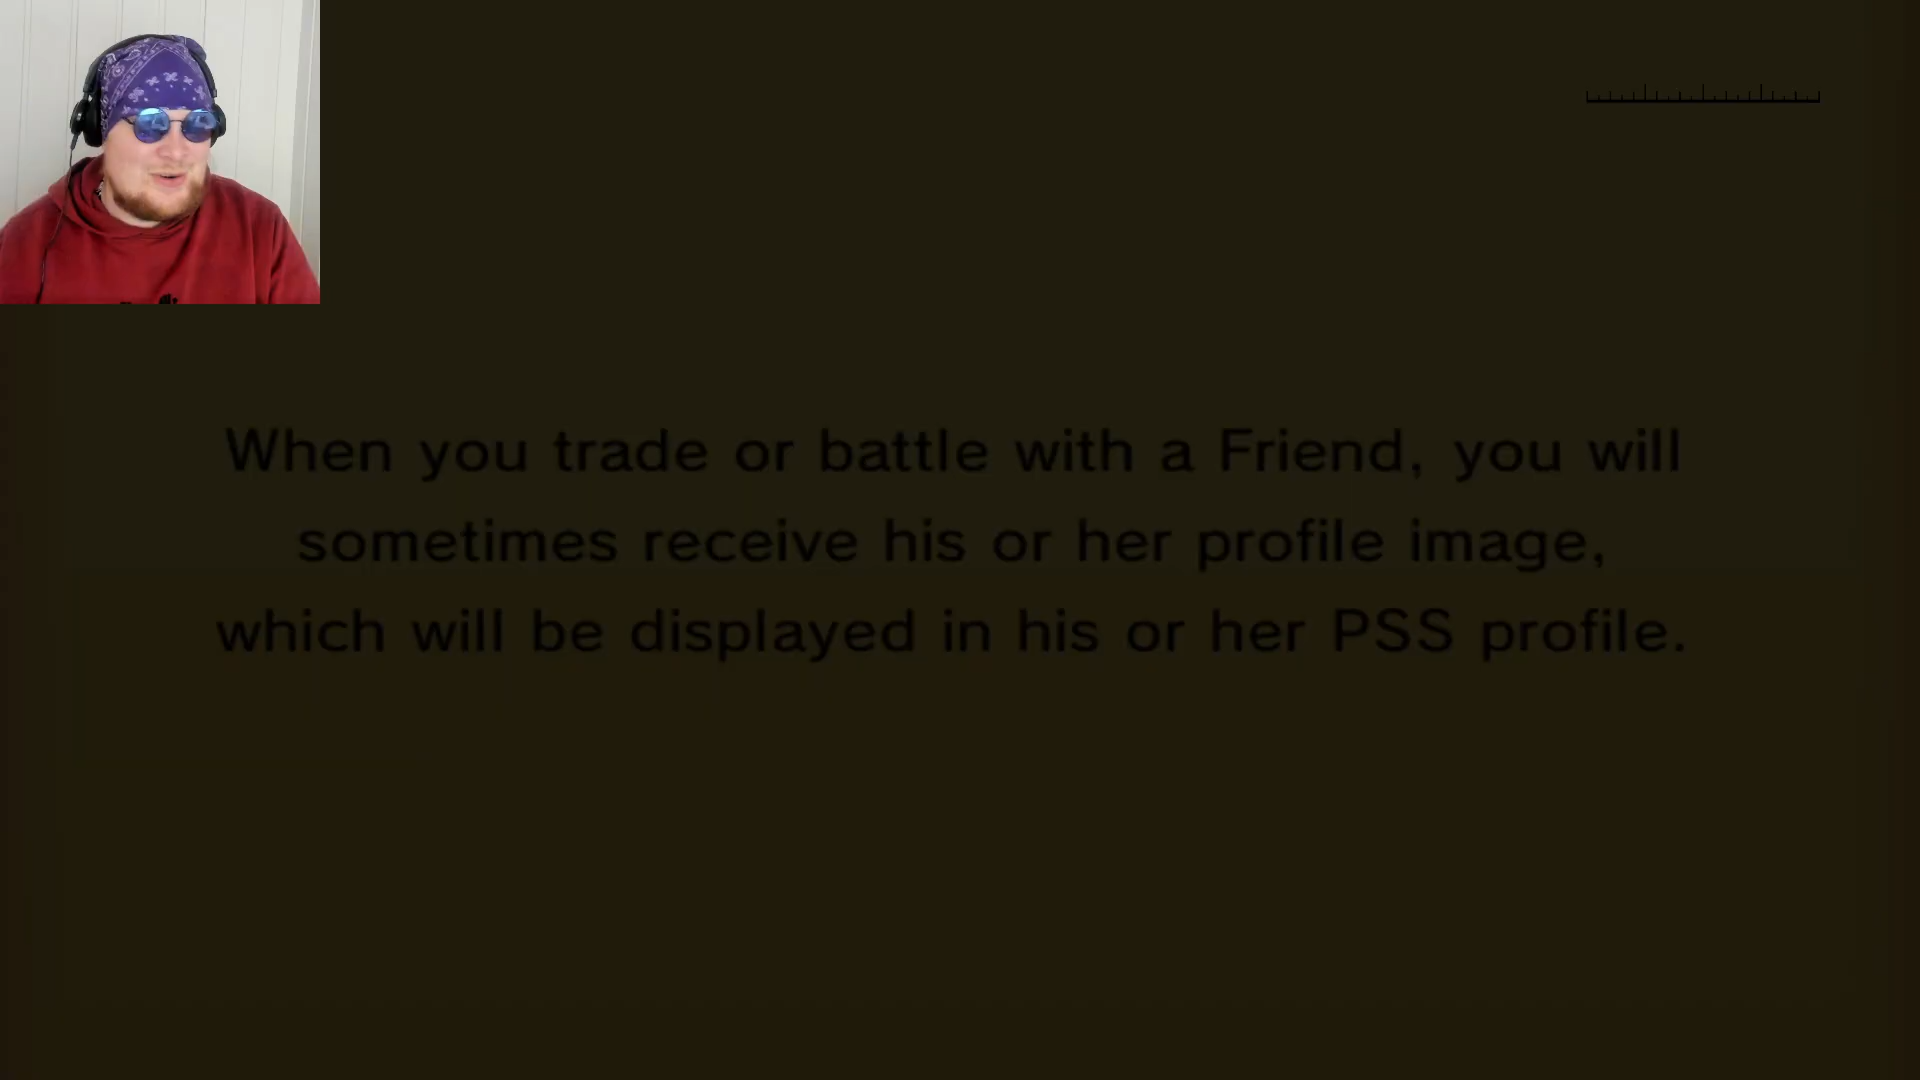 When you trade or battle with a Friend, you will
sometimes receive his or her profile image,
which will be displayed in his or her PSS profile.